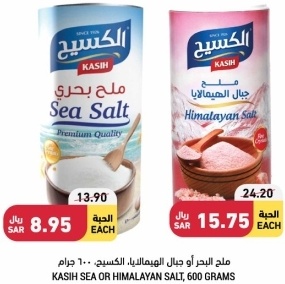 SINCE 1926
الكسيح
KASIH
ملح بحري
Sea Salt
Premium Quality
الكسيح
KASIH
ملح
جبال الهيمالايا
Himalayan Salt
13.90
ريال
SAR
8.95
الحبة
EACH
24.20
ريال
SAR
15.75
الحبة
EACH
ملح البحر أو جبال الهيمالايا، الكسيح، ٦٠٠ جرام
KASIH SEA OR HIMALAYAN SALT, 600 GRAMS